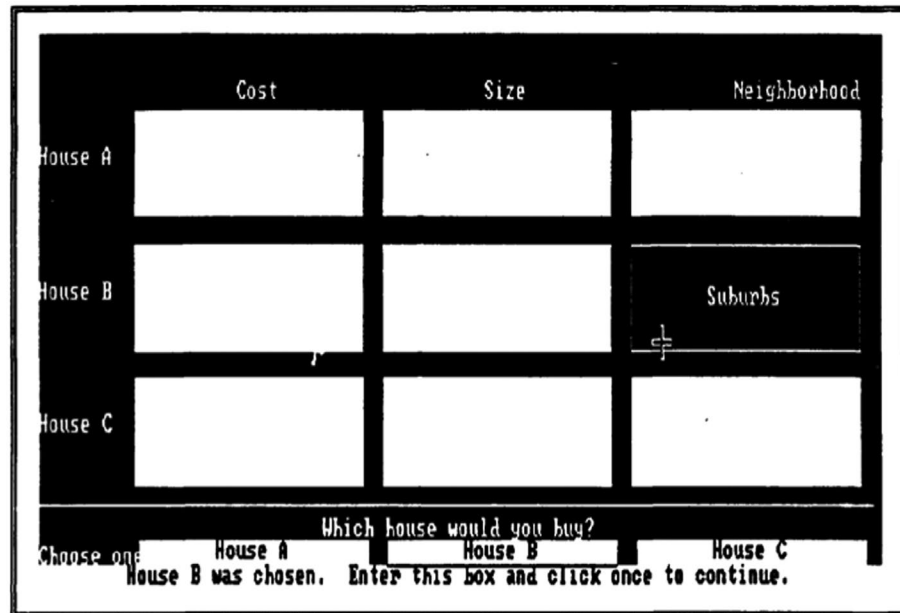 Cost Size Neighborhood
House A
House B Suburbs
House C
Which house would you buy?
Choose one House A House B House C
House B was chosen. Enter this box and click once to continue.